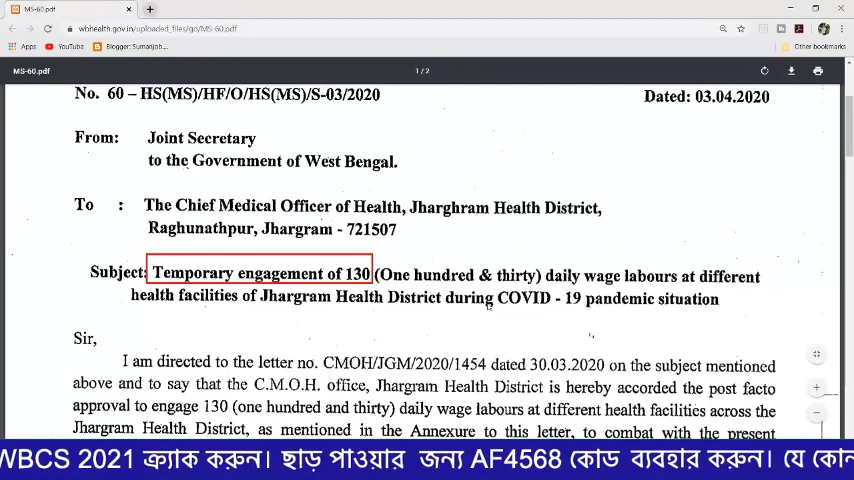 MS-60.pdf
wbhealth.gov.in/uploaded_files/go/MS-60.pdf
Apps YouTube Blogger: Sumanjob.... Other bookmarks
MS-60.pdf 1 / 2
No. 60 – HS(MS)/HF/O/HS(MS)/S-03/2020 Dated: 03.04.2020
From: Joint Secretary
to the Government of West Bengal.
To : The Chief Medical Officer of Health, Jharghram Health District,
Raghunathpur, Jhargram - 721507
Subject: Temporary engagement of 130 (One hundred & thirty) daily wage labours at different
health facilities of Jhargram Health District during COVID - 19 pandemic situation
Sir,
I am directed to the letter no. CMOH/JGM/2020/1454 dated 30.03.2020 on the subject mentioned
above and to say that the C.M.O.H. office, Jhargram Health District is hereby accorded the post facto
approval to engage 130 (one hundred and thirty) daily wage labours at different health facilities across the
Jhargram Health District, as mentioned in the Annexure to this letter, to combat with the present
WBCS 2021 ক্র্যাক করুন। ছাড় পাওয়ার জন্য AF4568 কোড ব্যবহার করুন। যে কোন